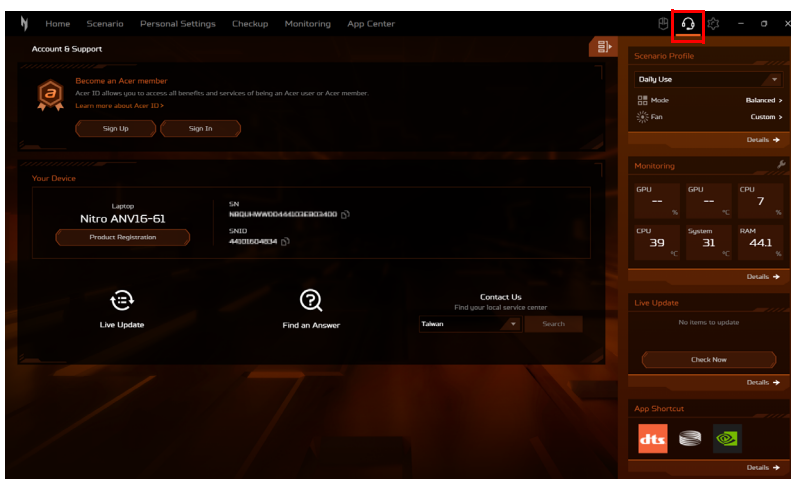 Home Scenario Personal Settings Checkup Monitoring App Center
Account & Support
Become an Acer member
Acer ID allows you to access all benefits and services of being an Acer user or Acer member.
Learn more about Acer ID >
Sign Up Sign In
Your Device
Laptop
Nitro ANV16-61
Product Registration
SN
SNID
44101604834
Live Update
Find an Answer
Contact Us
Find your local service center
Taiwan Search
Scenario Profile
Daily Use
Mode Balanced >
Fan Custom >
Details
Monitoring
GPU GPU CPU
-- -- 7
% °C %
CPU System RAM
39 31 44.1
°C °C %
Details
Live Update
No items to update
Check Now
Details
App Shortcut
dts
Details